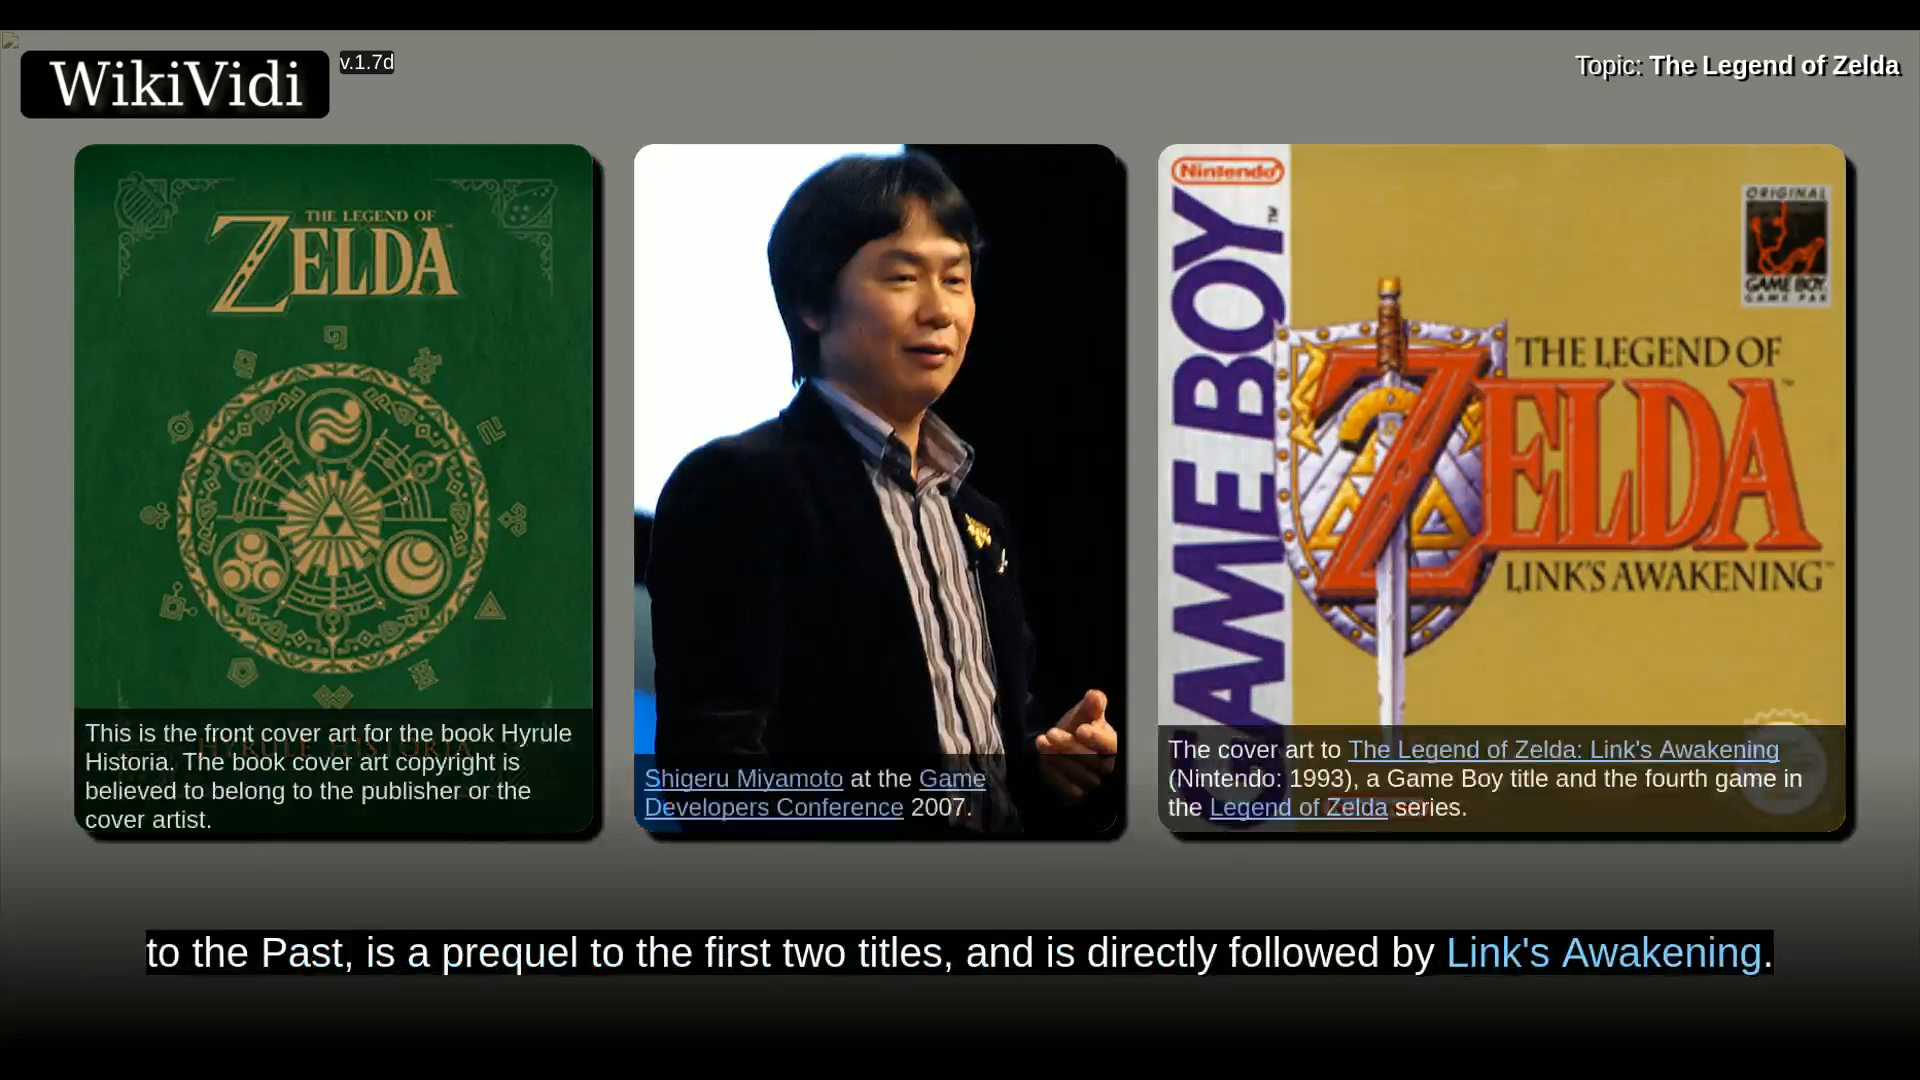 WikiVidi
v.1.7d
Topic: The Legend of Zelda
THE LEGEND OF
ZELDA
This is the front cover art for the book Hyrule
Historia. The book cover art copyright is
believed to belong to the publisher or the
cover artist.
Shigeru Miyamoto at the Game
Developers Conference 2007.
Nintendo
GAME BOY™
ORIGINAL
GAME BOY
GAME PAK
THE LEGEND OF
ZELDA™
LINK'S AWAKENING™
The cover art to The Legend of Zelda: Link's Awakening
(Nintendo: 1993), a Game Boy title and the fourth game in
the Legend of Zelda series.
to the Past, is a prequel to the first two titles, and is directly followed by Link's Awakening.